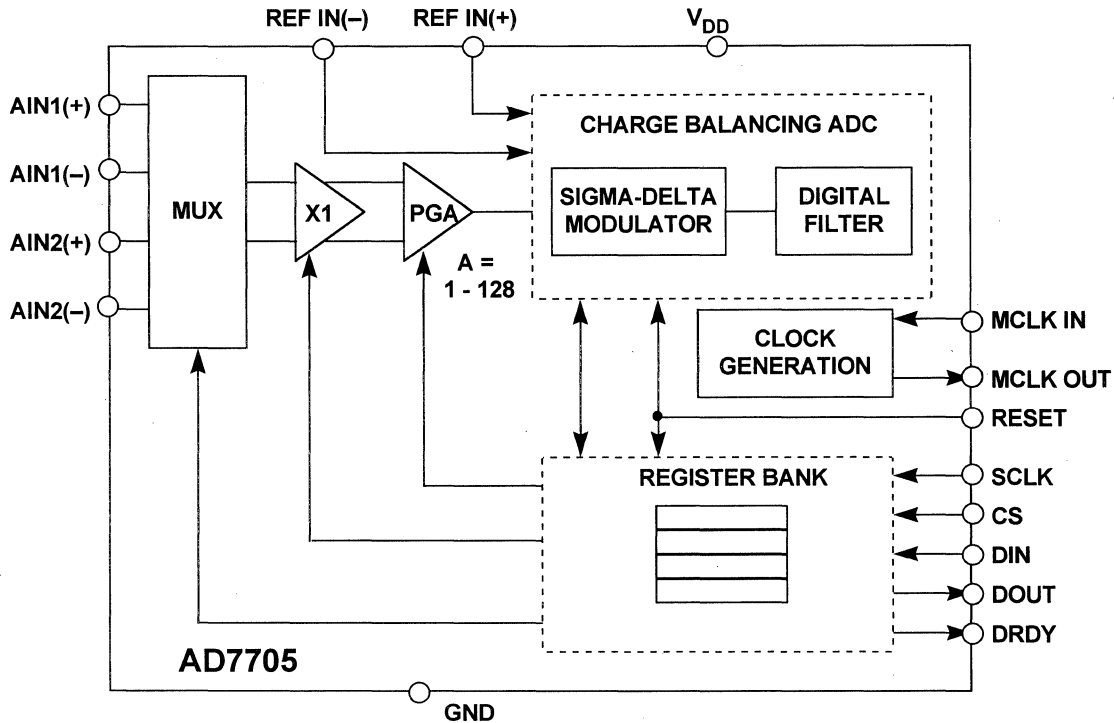 REF IN(–)
REF IN(+)
VDD
AIN1(+)
AIN1(–)
AIN2(+)
AIN2(–)
MUX
X1
PGA
A =
1 - 128
CHARGE BALANCING ADC
SIGMA-DELTA
MODULATOR
DIGITAL
FILTER
CLOCK
GENERATION
MCLK IN
MCLK OUT
RESET
REGISTER BANK
SCLK
CS
DIN
DOUT
DRDY
AD7705
GND